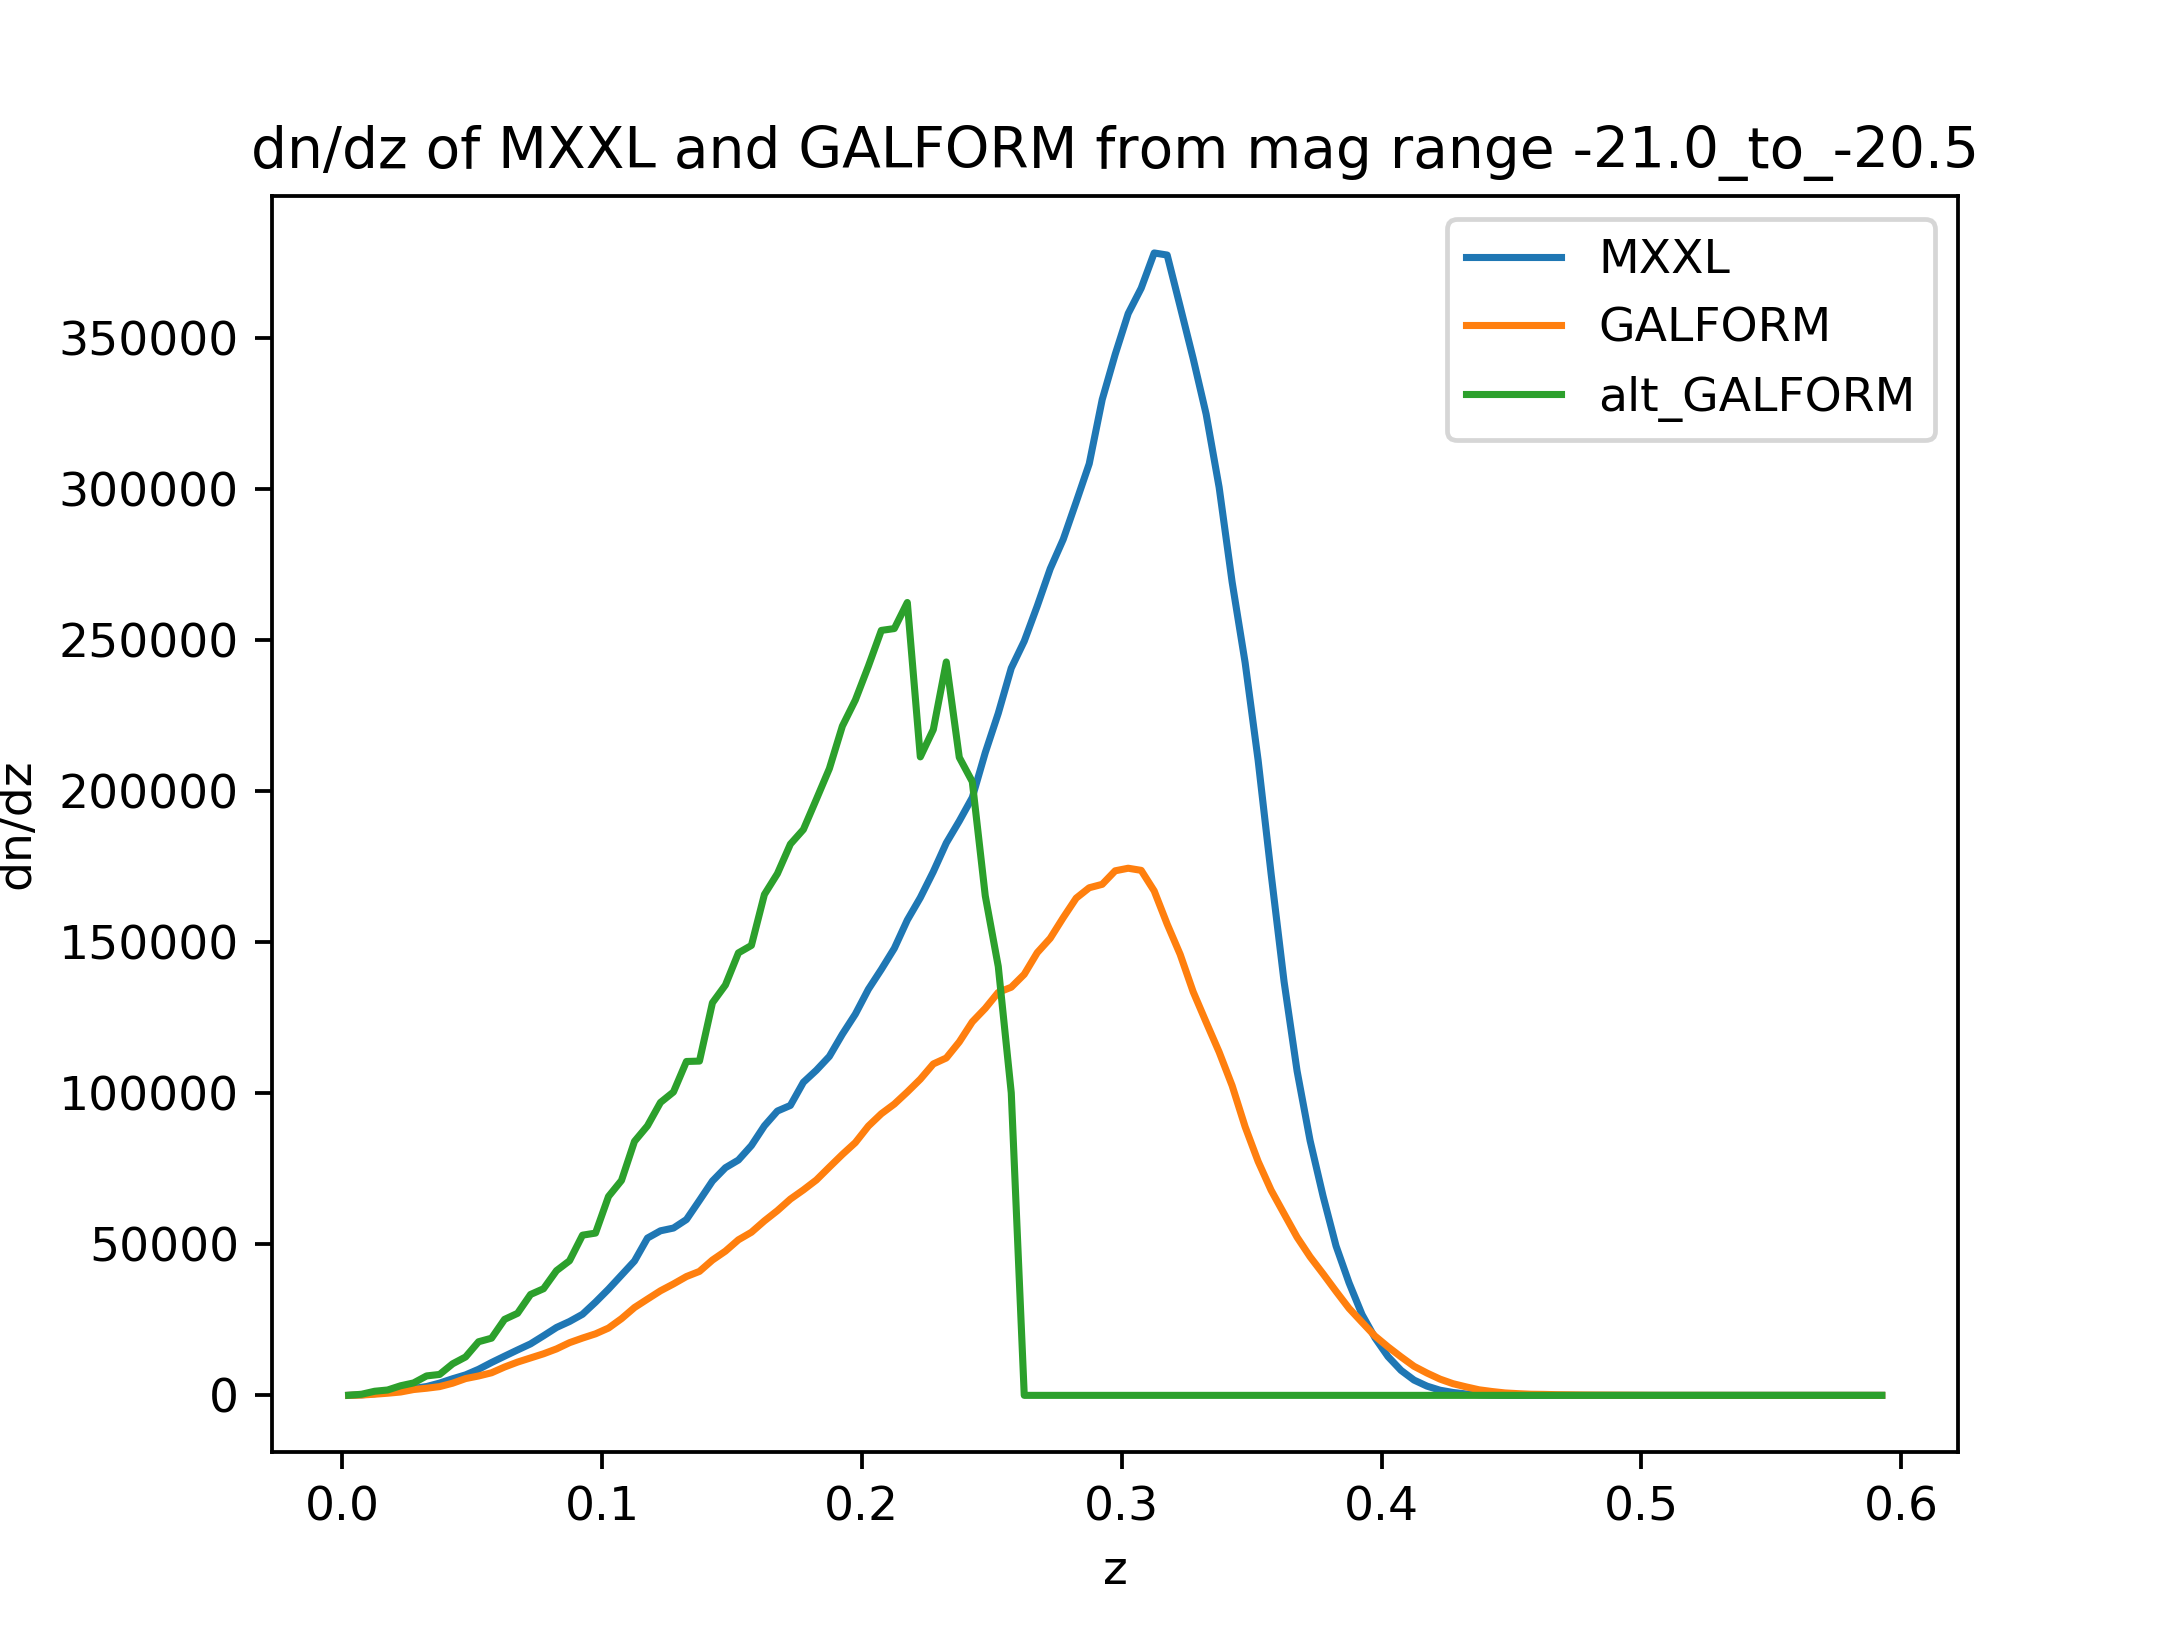 dn/dz of MXXL and GALFORM from mag range -21.0_to_-20.5
MXXL
GALFORM
alt_GALFORM
350000
300000
250000
200000
150000
100000
50000
0
dn/dz
0.0 0.1 0.2 0.3 0.4 0.5 0.6
z